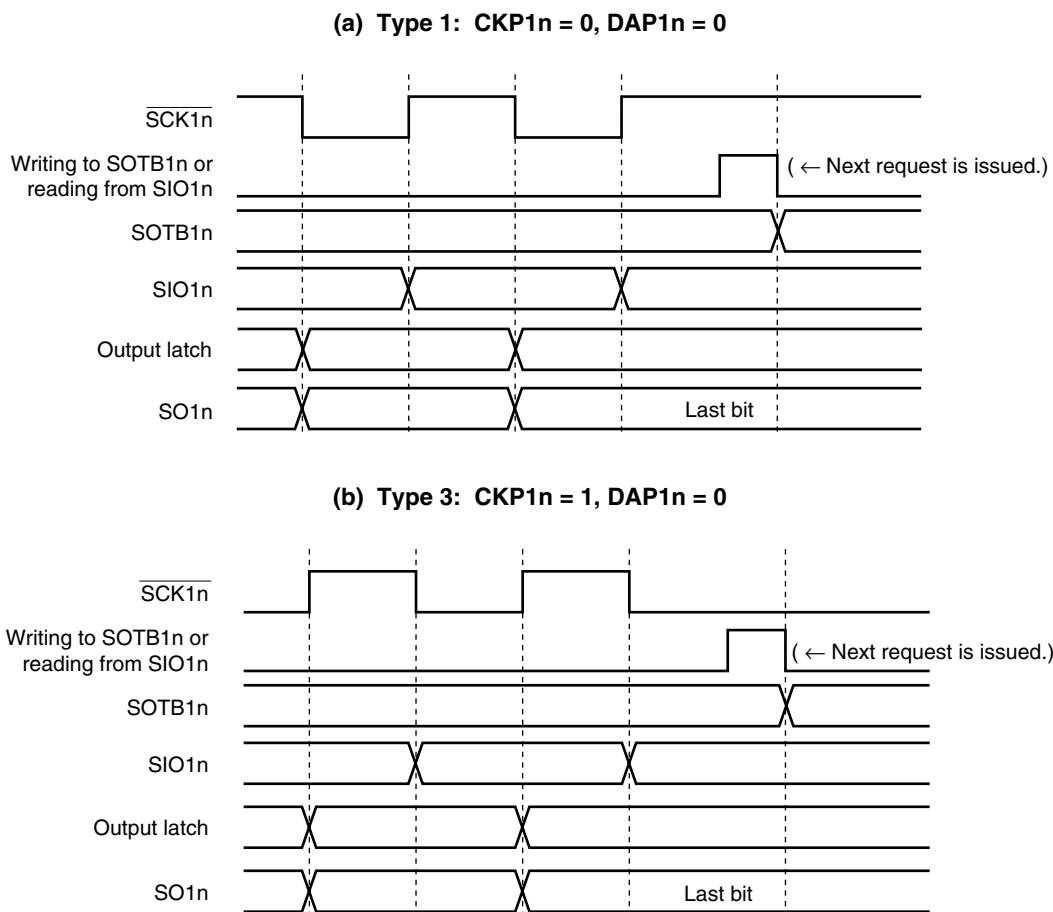 (a) Type 1: CKP1n = 0, DAP1n = 0
SCK1n
Writing to SOTB1n or
reading from SIO1n
( ← Next request is issued.)
SOTB1n
SIO1n
Output latch
SO1n
Last bit
(b) Type 3: CKP1n = 1, DAP1n = 0
SCK1n
Writing to SOTB1n or
reading from SIO1n
( ← Next request is issued.)
SOTB1n
SIO1n
Output latch
SO1n
Last bit